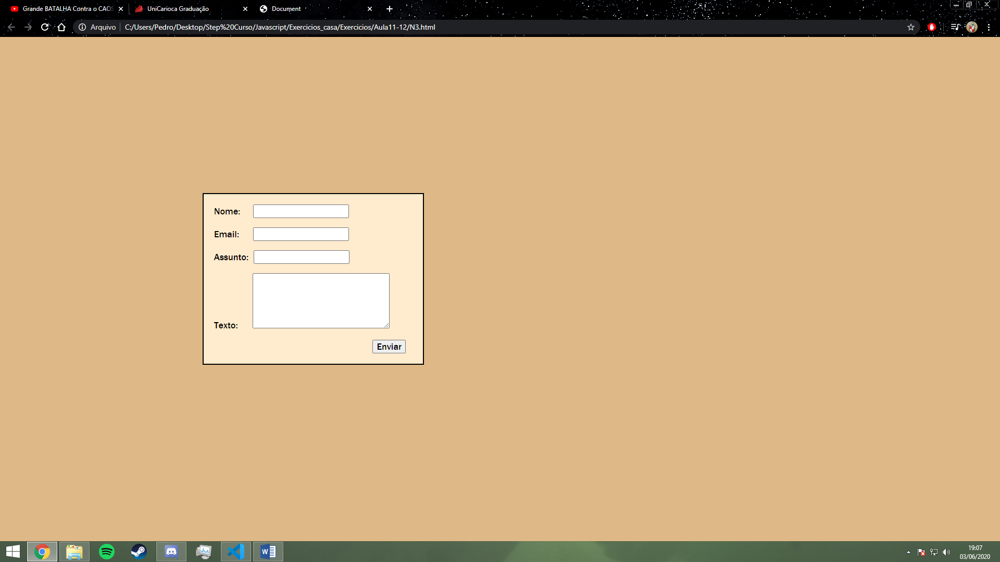 Grande BATALHA Contra o CAOS
UniCarioca Graduação
Document
Arquivo
C:/Users/Pedro/Desktop/Step%20Curso/Javascript/Exercicios_casa/Exercicios/Aula11-12/N3.html
Nome:
Email:
Assunto:
Texto:
Enviar
19:07
03/06/2020